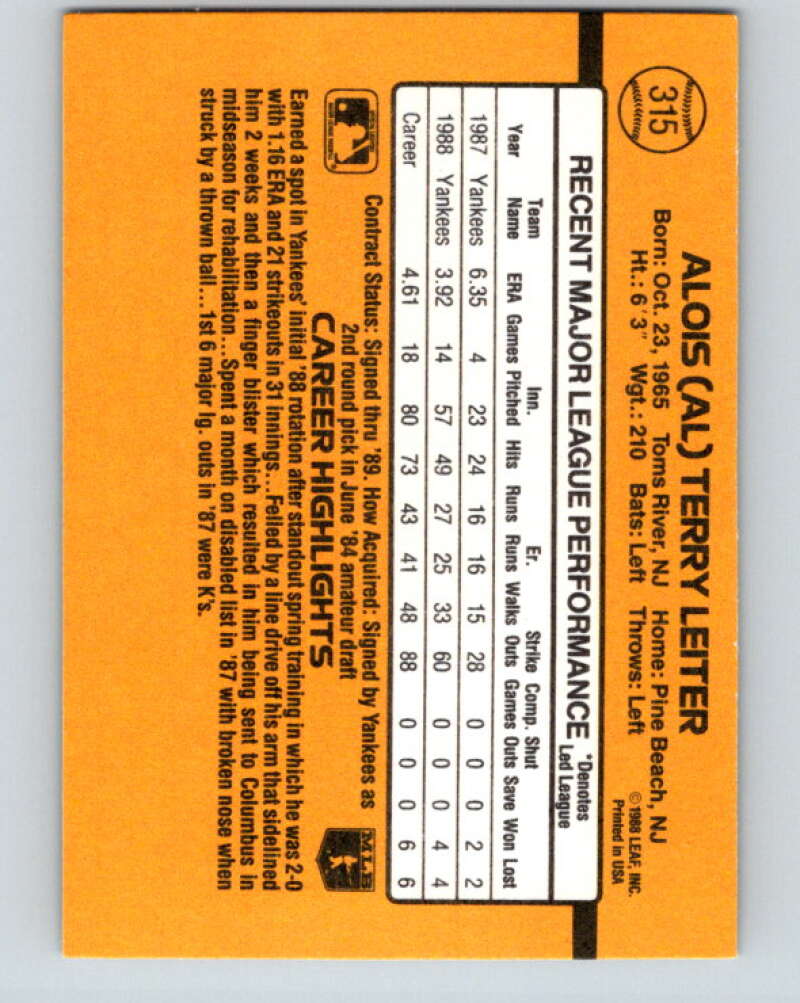 315
ALOIS (AL) TERRY LEITER
Born: Oct. 23, 1965 Toms River, NJ Home: Pine Beach, NJ
Ht.: 6'3" Wgt.: 210 Bats: Left Throws: Left
© 1988 LEAF, INC.
Printed in USA
RECENT MAJOR LEAGUE PERFORMANCE *Denotes Led League
Team Inn. Er. Strike Comp. Shut
Year Name ERA Games Pitched Hits Runs Runs Walks Outs Games Outs Save Won Lost
1987 Yankees 6.35 4 23 24 16 16 15 28 0 0 0 2 2
1988 Yankees 3.92 14 57 49 27 25 33 60 0 0 0 4 4
Career 4.61 18 80 73 43 41 48 88 0 0 0 6 6
Contract Status: Signed thru '89. How Acquired: Signed by Yankees as
2nd round pick in June '84 amateur draft
MLB
CAREER HIGHLIGHTS
Earned a spot in Yankees' initial '88 rotation after standout spring training in which he was 2-0
with 1.16 ERA and 21 strikeouts in 31 innings...Felled by a line drive off his arm that sidelined
him 2 weeks and then a finger blister which resulted in him being sent to Columbus in
midseason for rehabilitation...Spent a month on disabled list in '87 with broken nose when
struck by a thrown ball....1st 6 major lg. outs in '87 were K's.